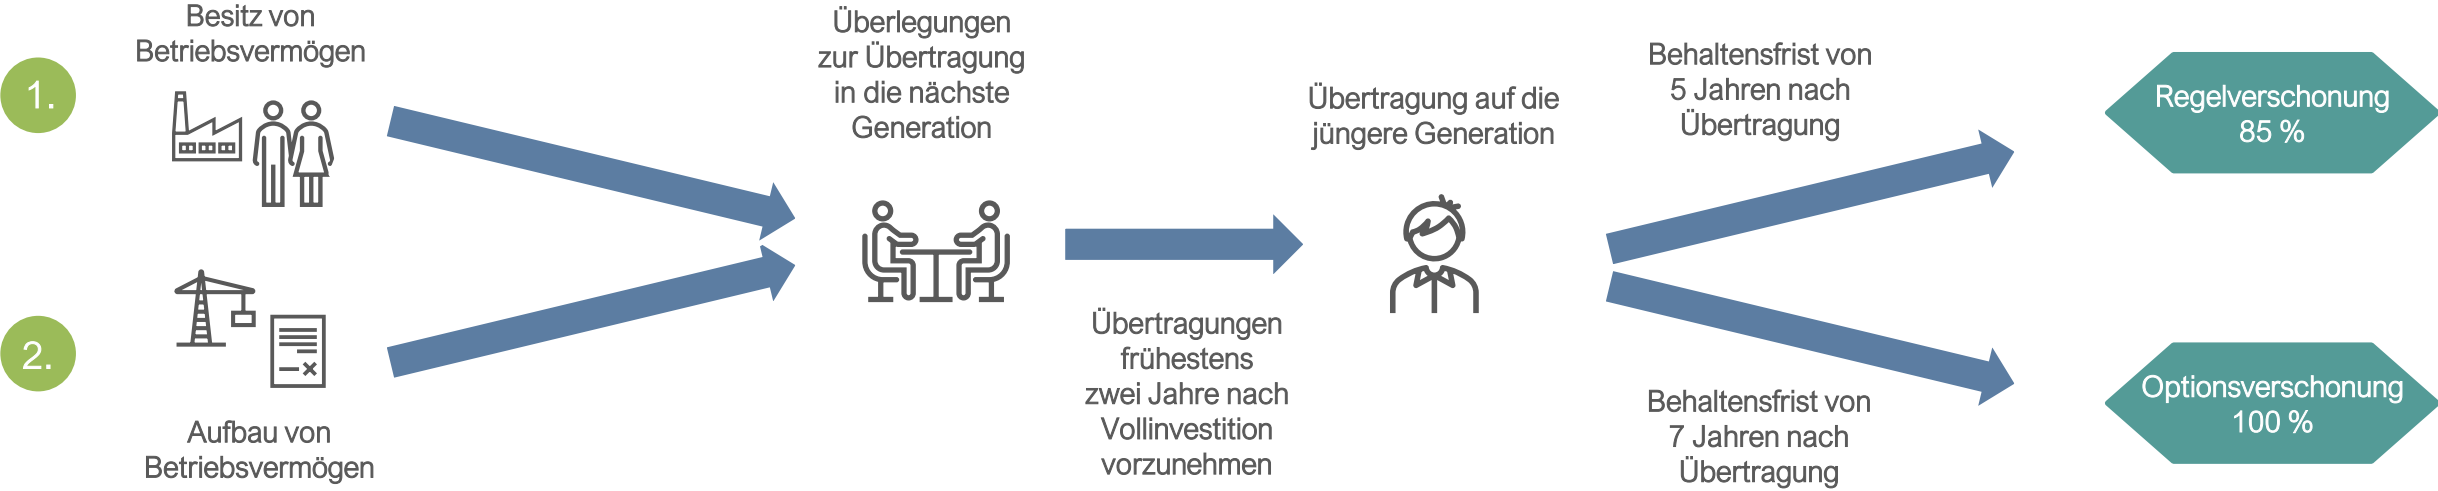 1.
Besitz von
Betriebsvermögen
2.
Aufbau von
Betriebsvermögen
Überlegungen
zur Übertragung
in die nächste
Generation
Übertragungen
frühestens
zwei Jahre nach
Vollinvestition
vorzunehmen
Übertragung auf die
jüngere Generation
Behaltensfrist von
5 Jahren nach
Übertragung
Regelverschonung
85 %
Behaltensfrist von
7 Jahren nach
Übertragung
Optionsverschonung
100 %